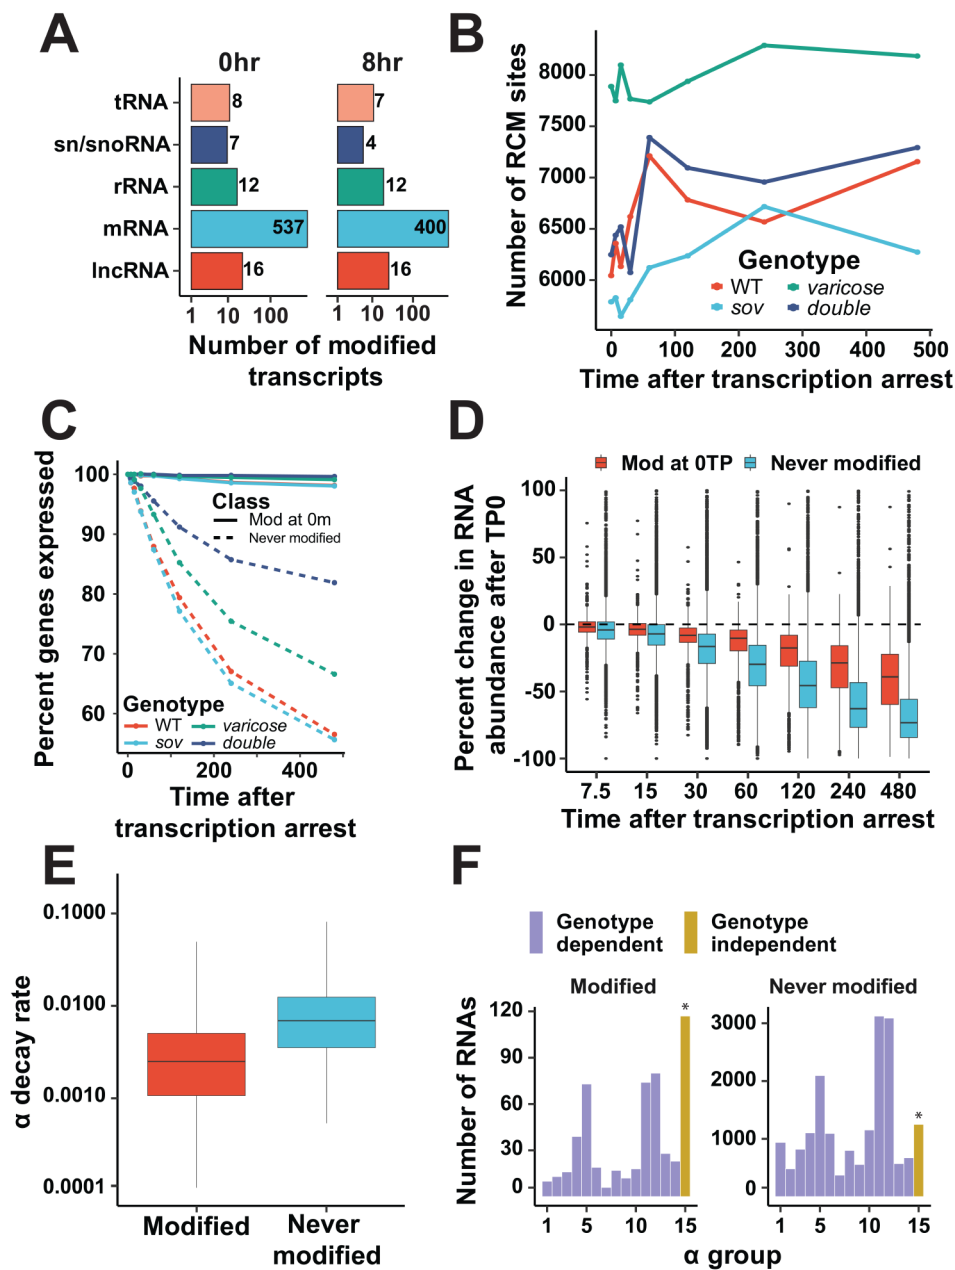 A
0hr
8hr
tRNA
8
7
sn/snoRNA
7
4
rRNA
12
12
mRNA
537
400
lncRNA
16
16
1
10
100
1
10
100
Number of modified
transcripts
B
Number of RCM sites
8000
7500
7000
6500
6000
Genotype
WT
varicose
sov
double
0
100
200
300
400
500
Time after transcription arrest
C
Percent genes expressed
100
90
80
70
60
Class
Mod at 0m
Never modified
Genotype
WT
varicose
sov
double
0
200
400
Time after
transcription arrest
D
Mod at 0TP
Never modified
Percent change in RNA
abundance after TP0
100
50
0
-50
-100
7.5
15
30
60
120
240
480
Time after transcription arrest
E
α decay rate
0.1000
0.0100
0.0010
0.0001
Modified
Never
modified
F
Genotype
dependent
Genotype
independent
Modified
Never modified
Number of RNAs
120
90
60
30
0
*
1
5
10
15
3000
2000
1000
0
*
1
5
10
15
α group